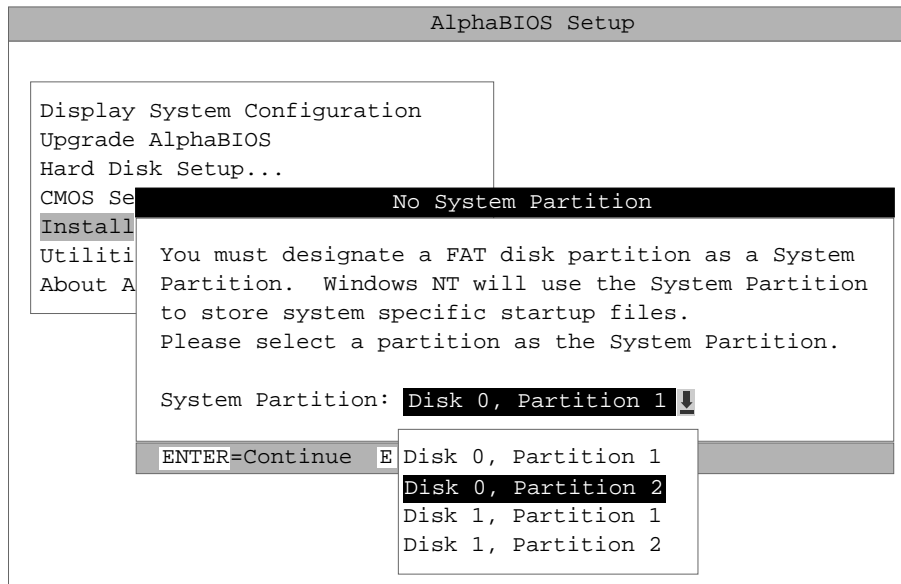 AlphaBIOS Setup
Display System Configuration
Upgrade AlphaBIOS
Hard Disk Setup...
CMOS Se
Install
Utiliti
About A
No System Partition
You must designate a FAT disk partition as a System
Partition.  Windows NT will use the System Partition
to store system specific startup files.
Please select a partition as the System Partition.
System Partition: Disk 0, Partition 1
ENTER=Continue E
Disk 0, Partition 1
Disk 0, Partition 2
Disk 1, Partition 1
Disk 1, Partition 2